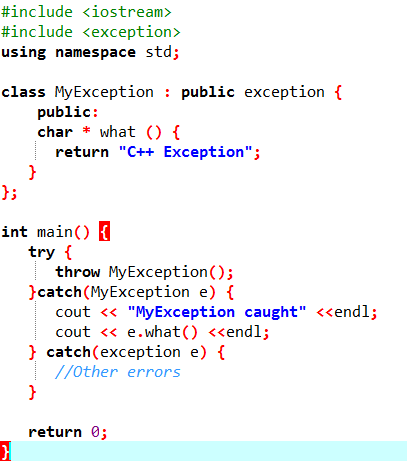 #include <iostream>
#include <exception>
using namespace std;

class MyException : public exception {
    public:
    char * what () {
      return "C++ Exception";
   }
};

int main() {
   try {
      throw MyException();
   }catch(MyException e) {
      cout << "MyException caught" <<endl;
      cout << e.what() <<endl;
   } catch(exception e) {
      //Other errors
   }

   return 0;
}